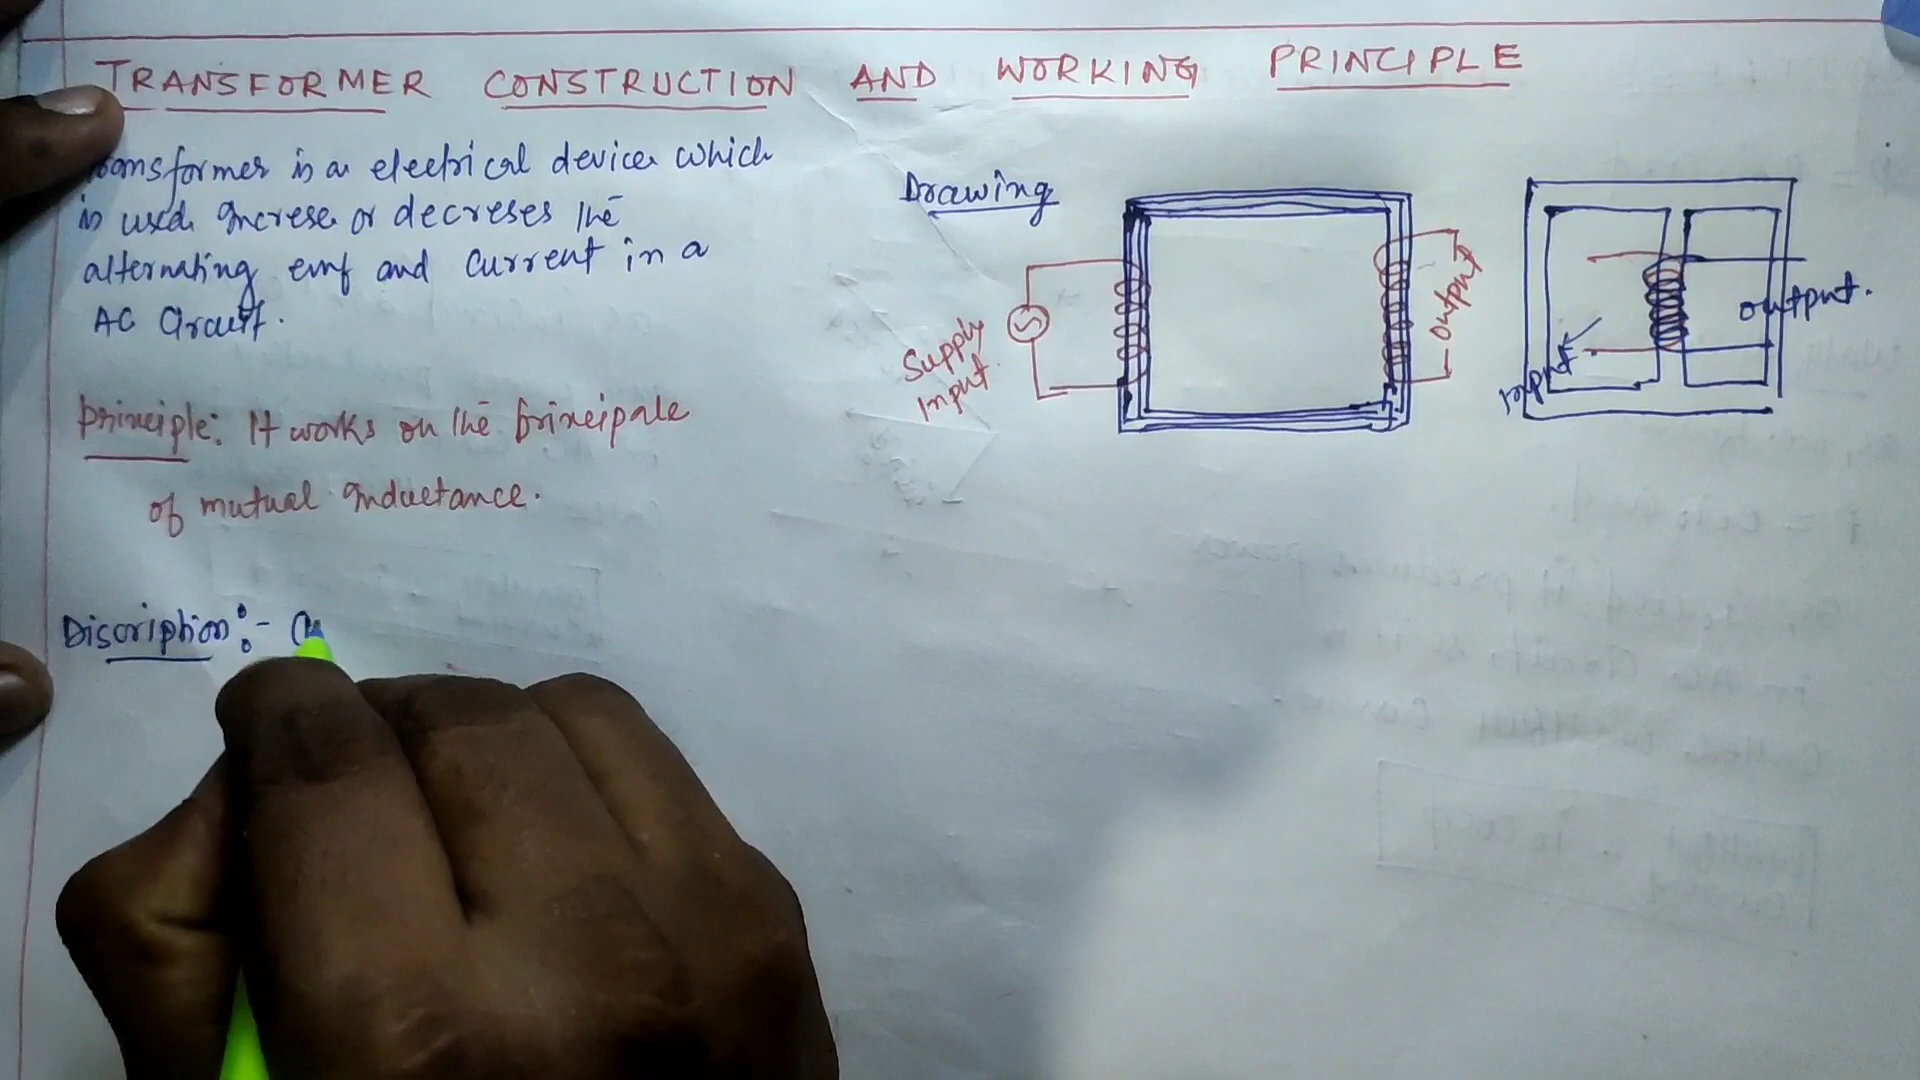 TRANSFORMER CONSTRUCTION AND WORKING PRINCIPLE
ransformer is a electrical device which
is used increse or decreses the
alternating emf and current in a
AC Circuit.
principle: It works on the principale
of mutual inductance.
Discription :-
Drawing
Supply
Input.
output
Input
output.